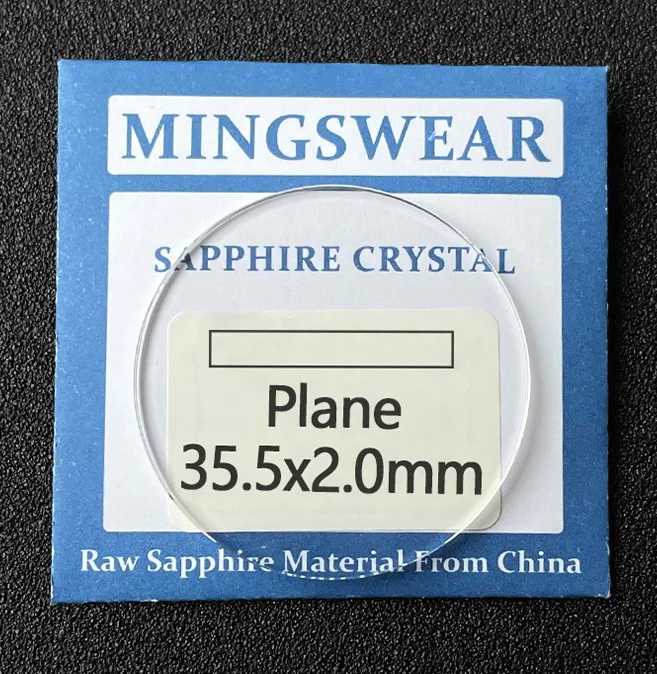 MINGSWEAR
SAPPHIRE CRYSTAL
Plane
35.5x2.0mm
Raw Sapphire Material From China